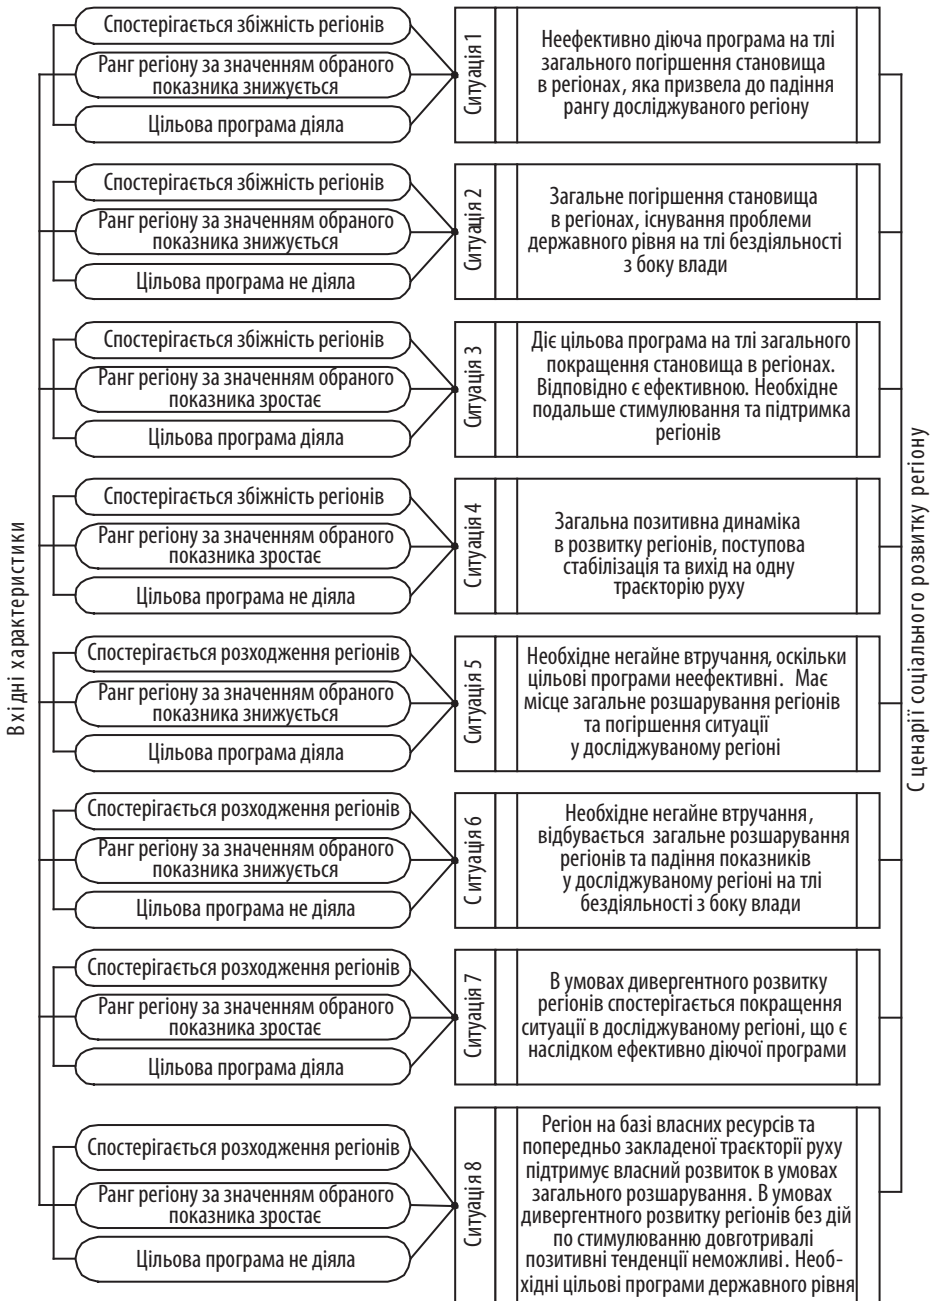 Вхідні характеристики
Спостерігається збіжність регіонів
Ранг регіону за значенням обраного
показника знижується
Цільова програма діяла
Ситуація 1
Неефективно діюча програма на тлі
загального погіршення становища
в регіонах, яка призвела до падіння
рангу досліджуваного регіону
Спостерігається збіжність регіонів
Ранг регіону за значенням обраного
показника знижується
Цільова програма не діяла
Ситуація 2
Загальне погіршення становища
в регіонах, існування проблеми
державного рівня на тлі бездіяльності
з боку влади
Спостерігається збіжність регіонів
Ранг регіону за значенням обраного
показника зростає
Цільова програма діяла
Ситуація 3
Діє цільова програма на тлі загального
покращення становища в регіонах.
Відповідно є ефективною. Необхідне
подальше стимулювання та підтримка
регіонів
Спостерігається збіжність регіонів
Ранг регіону за значенням обраного
показника зростає
Цільова програма не діяла
Ситуація 4
Загальна позитивна динаміка
в розвитку регіонів, поступова
стабілізація та вихід на одну
траєкторію руху
Спостерігається розходження регіонів
Ранг регіону за значенням обраного
показника знижується
Цільова програма діяла
Ситуація 5
Необхідне негайне втручання, оскільки
цільові програми неефективні. Має
місце загальне розшарування регіонів
та погіршення ситуації
у досліджуваному регіоні
Спостерігається розходження регіонів
Ранг регіону за значенням обраного
показника знижується
Цільова програма не діяла
Ситуація 6
Необхідне негайне втручання,
відбувається загальне розшарування
регіонів та падіння показників
у досліджуваному регіоні на тлі
бездіяльності з боку влади
Спостерігається розходження регіонів
Ранг регіону за значенням обраного
показника зростає
Цільова програма діяла
Ситуація 7
В умовах дивергентного розвитку
регіонів спостерігається покращення
ситуації в досліджуваному регіоні, що є
наслідком ефективно діючої програми
Спостерігається розходження регіонів
Ранг регіону за значенням обраного
показника зростає
Цільова програма не діяла
Ситуація 8
Регіон на базі власних ресурсів та
попередньо закладеної траєкторії руху
підтримує власний розвиток в умовах
загального розшарування. В умовах
дивергентного розвитку регіонів без дій
по стимулюванню довготривалі
позитивні тенденції неможливі. Необ-
хідні цільові програми державного рівня
Сценарії соціального розвитку регіону